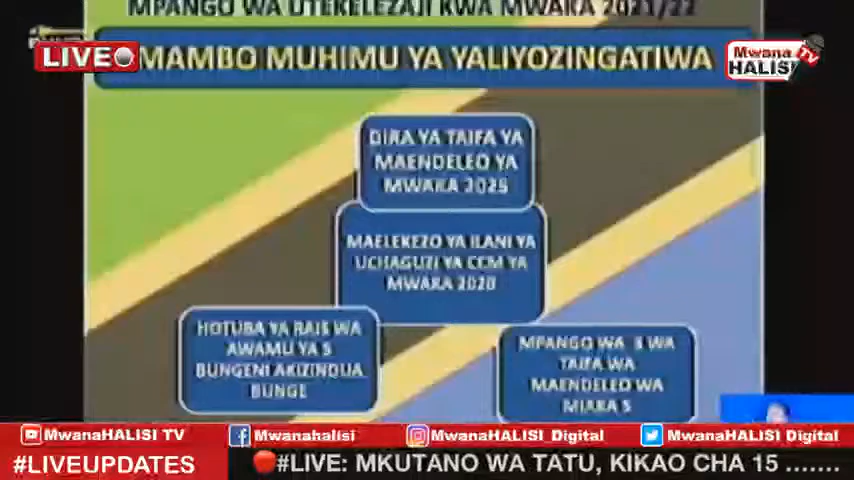 MPANGO WA UTEKELEZAJI KWA MWAKA 2021/22
LIVE
MAMBO MUHIMU YA YALIYOZINGATIWA
Mwana TV
HALISI
DIRA YA TAIFA YA
MAENDELEO YA
MWAKA 2025
MAELEKEZO YA ILANI YA
UCHAGUZI YA CCM YA
MWAKA 2020
HOTUBA YA RAIS WA
AWAMU YA 5
BUNGENI AKIZINDUA
BUNGE
MPANGO WA 3 WA
TAIFA WA
MAENDELEO WA
MIAKA 5
MwanaHALISI TV
Mwanahalisi
MwanaHALISI_Digital
MwanaHALISI_Digital
#LIVEUPDATES
#LIVE: MKUTANO WA TATU, KIKAO CHA 15 .......